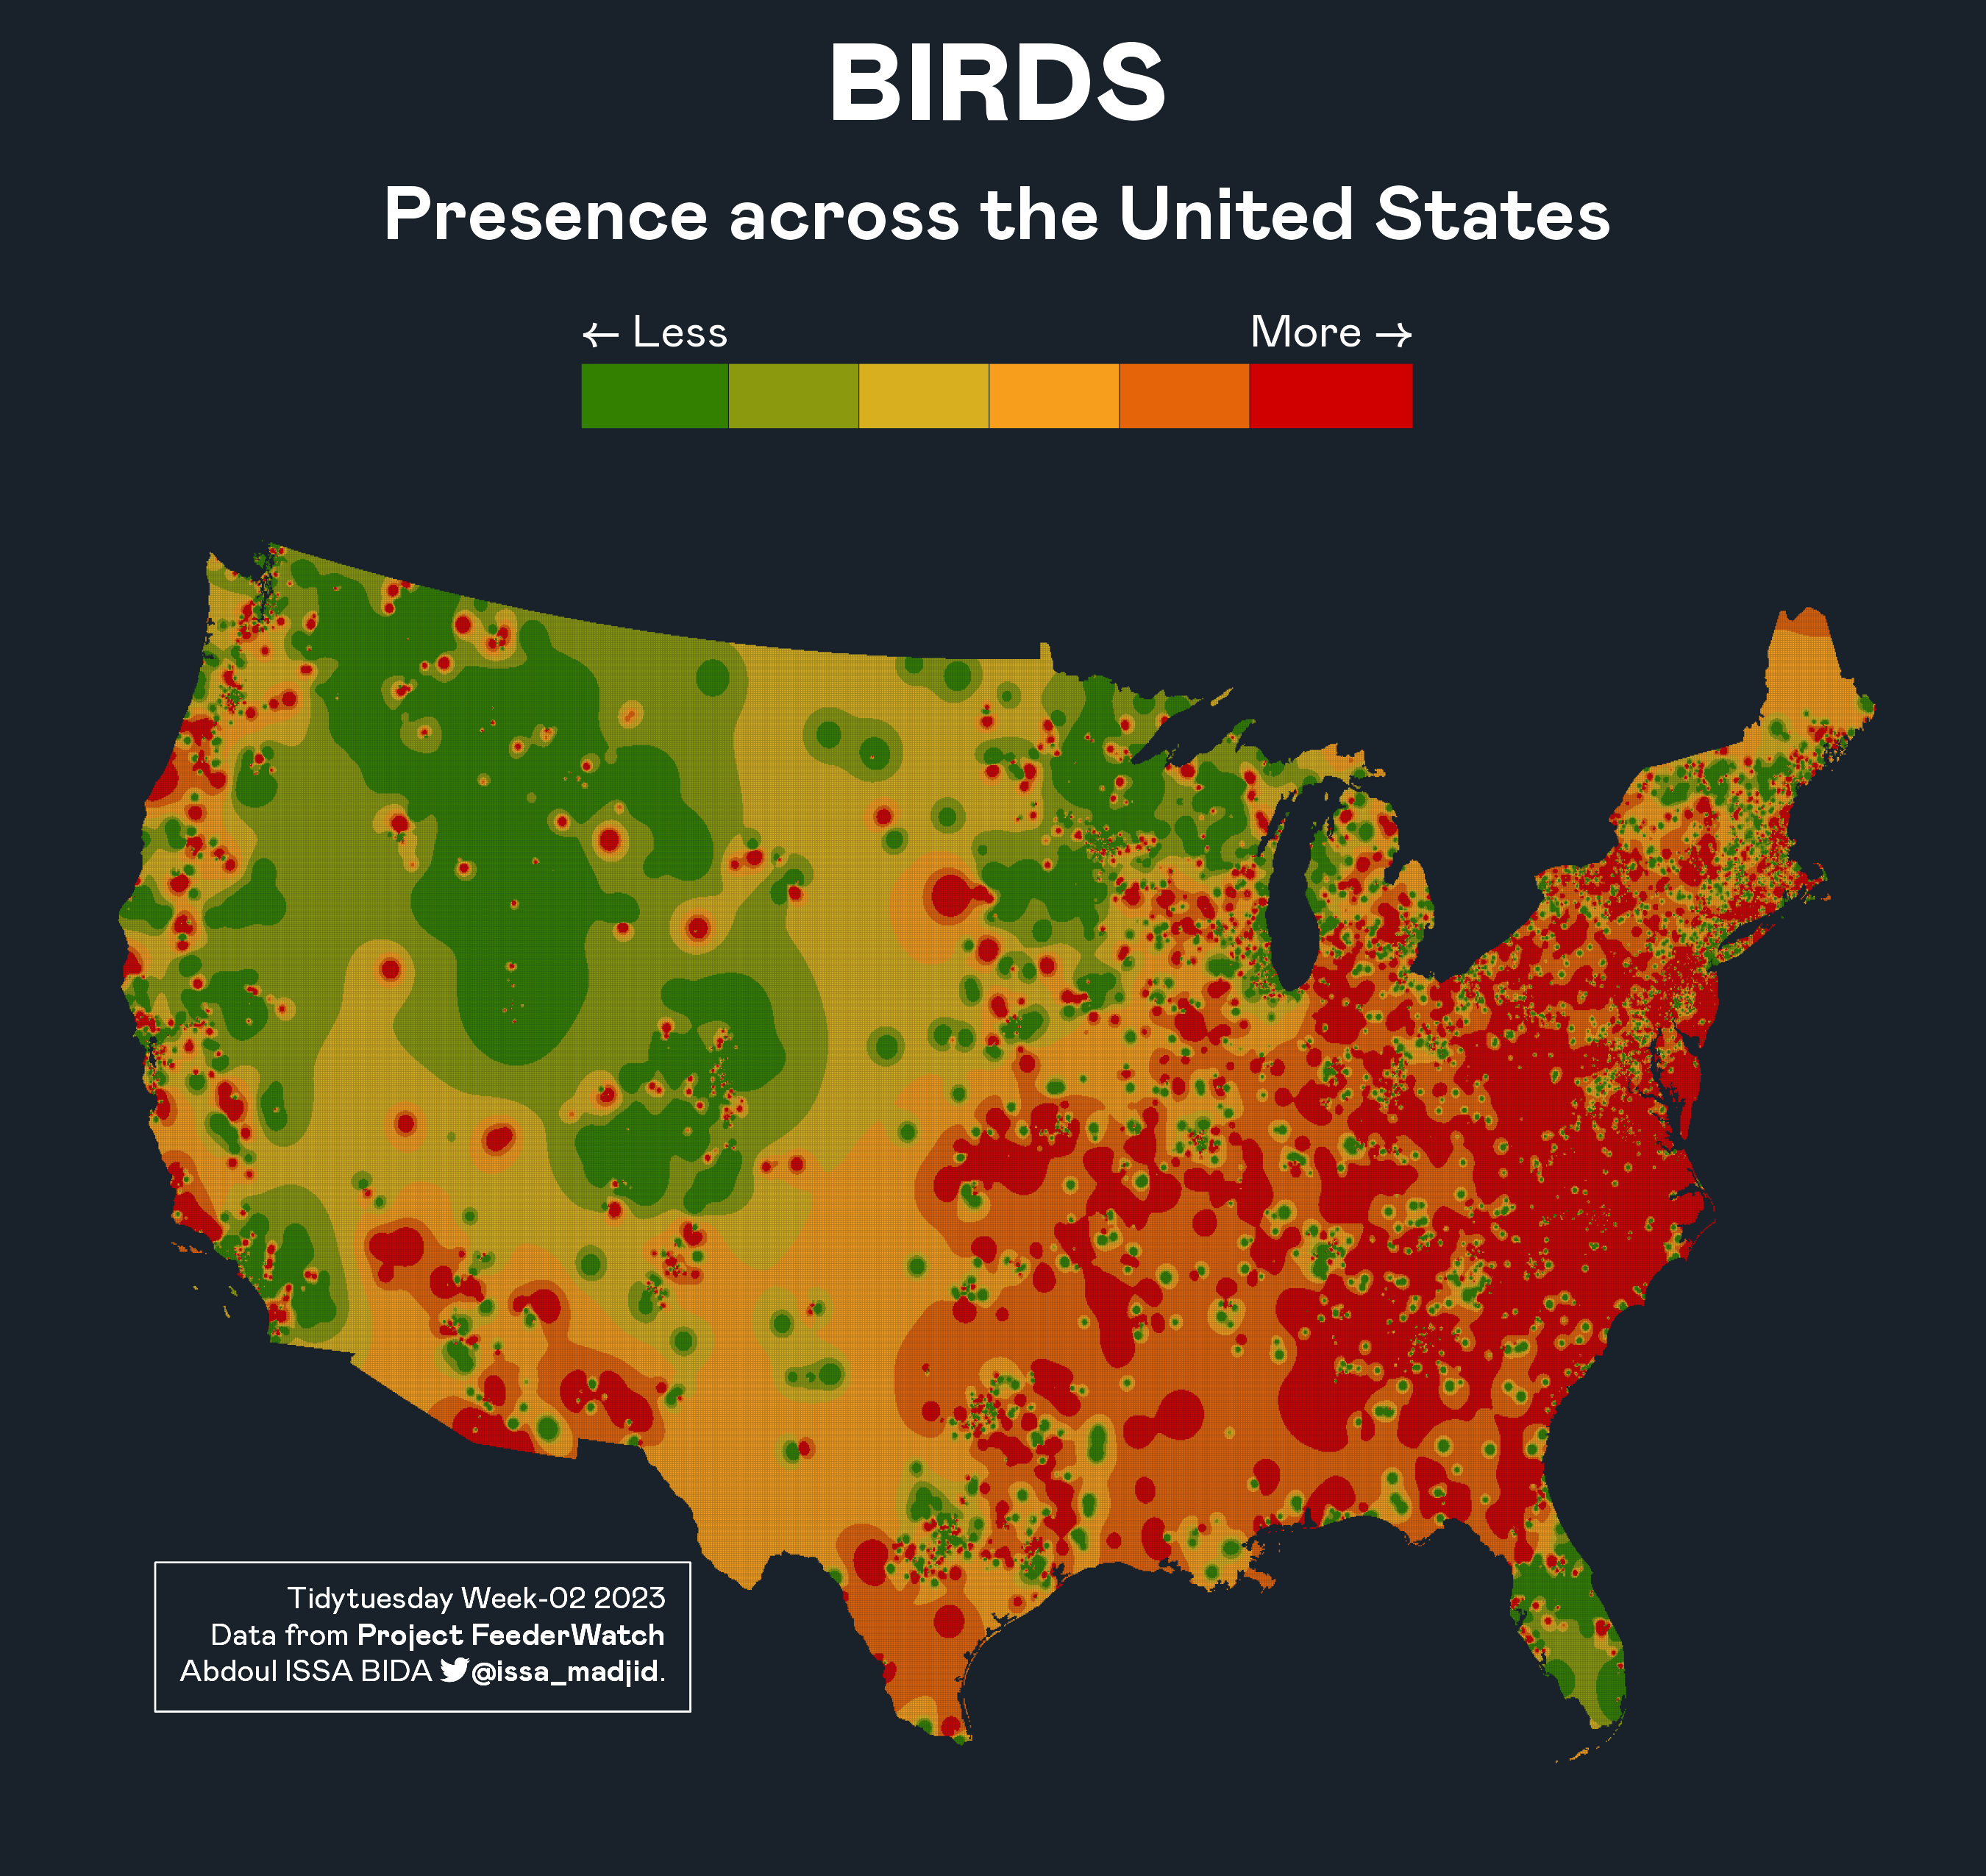 BIRDS
Presence across the United States
← Less More →
Tidytuesday Week-02 2023
Data from Project FeederWatch
Abdoul ISSA BIDA @issa_madjid.